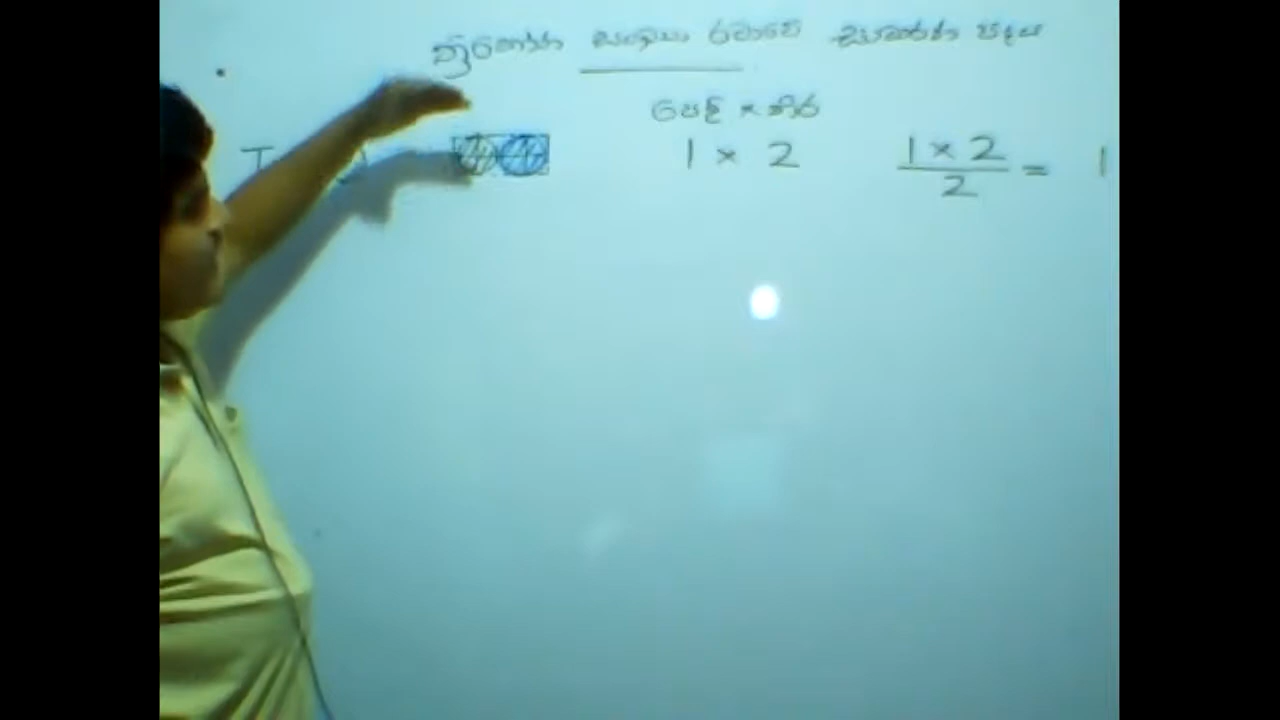 ත්‍රිකෝණ සංඛ්‍යා රටාවේ සාධාරණ පදය
පේළි × තීර
1 × 2 1 × 2 / 2 = 1